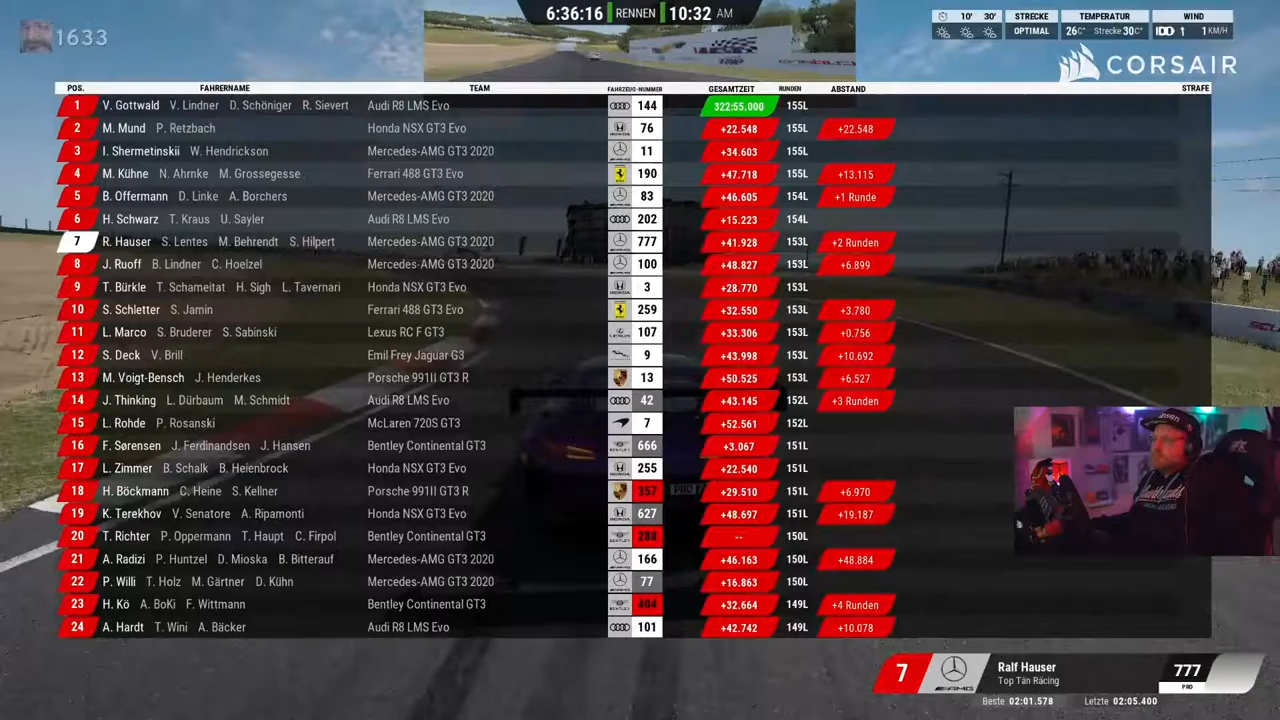 6:36:16 RENNEN 10:32 AM
10' 30' STRECKE TEMPERATUR WIND
OPTIMAL 26C° Strecke 30C° 1 KM/H
1633
CORSAIR
POS. FAHRERNAME TEAM FAHRZEUG-NUMMER GESAMTZEIT RUNDEN ABSTAND STRAFE
1 V. Gottwald V. Lindner D. Schöniger R. Sievert Audi R8 LMS Evo 144 322:55.000 155L
2 M. Mund P. Retzbach Honda NSX GT3 Evo 76 +22.548 155L +22.548
3 I. Shermetinskii W. Hendrickson Mercedes-AMG GT3 2020 11 +34.603 155L
4 M. Kühne N. Ahnke M. Grossegesse Ferrari 488 GT3 Evo 190 +47.718 155L +13.115
5 B. Offermann D. Linke A. Borchers Mercedes-AMG GT3 2020 83 +46.605 154L +1 Runde
6 H. Schwarz T. Kraus U. Sayler Audi R8 LMS Evo 202 +15.223 154L
7 R. Hauser S. Lentes M. Behrendt S. Hilpert Mercedes-AMG GT3 2020 777 +41.928 153L +2 Runden
8 J. Ruoff B. Lindner C. Hoelzel Mercedes-AMG GT3 2020 100 +48.827 153L +6.899
9 T. Bürkle T. Schameitat H. Sigh L. Tavernari Honda NSX GT3 Evo 3 +28.770 153L
10 S. Schleiter S. Jahn Ferrari 488 GT3 Evo 259 +32.550 153L +3.780
11 L. Marco S. Bruderer S. Sabinski Lexus RC F GT3 107 +33.306 153L +0.756
12 S. Deck V. Brill Emil Frey Jaguar G3 9 +43.998 153L +10.692
13 M. Voigt-Bartsch J. Henderkes Porsche 991II GT3 R 13 +50.525 153L +6.527
14 J. Thinking L. Dürbaum M. Schmidt Audi R8 LMS Evo 42 +43.145 152L +3 Runden
15 L. Rohde P. Rogonski McLaren 720S GT3 7 +52.561 152L
16 F. Sørensen J. Ferdinandsen J. Hansen Bentley Continental GT3 666 +3.067 151L
17 L. Zimmer B. Schalk B. Heienbrock Honda NSX GT3 Evo 255 +22.540 151L
18 H. Böckmann S. Kellner Porsche 991II GT3 R 357 +29.510 151L +6.970
19 K. Terekhov V. Senatore A. Ripamonti Honda NSX GT3 Evo 627 +48.697 151L +19.187
20 T. Richter P. Oppermann T. Haupt C. Firpol Bentley Continental GT3 288 -- 150L
21 A. Radizi D. Mioska B. Bitterauf Mercedes-AMG GT3 2020 166 +46.163 150L +48.884
22 P. Willi T. Holz M. Gärtner D. Kühn Mercedes-AMG GT3 2020 77 +16.863 150L
23 H. Kö A. BoKi F. Wittmann Bentley Continental GT3 404 +32.664 149L +4 Runden
24 A. Hardt T. Wint A. Bäcker Audi R8 LMS Evo 101 +42.742 149L +10.078
7 Ralf Hauser 777
Top Tän Räcing PRO
Beste 02:01.578 Letzte 02:05.400